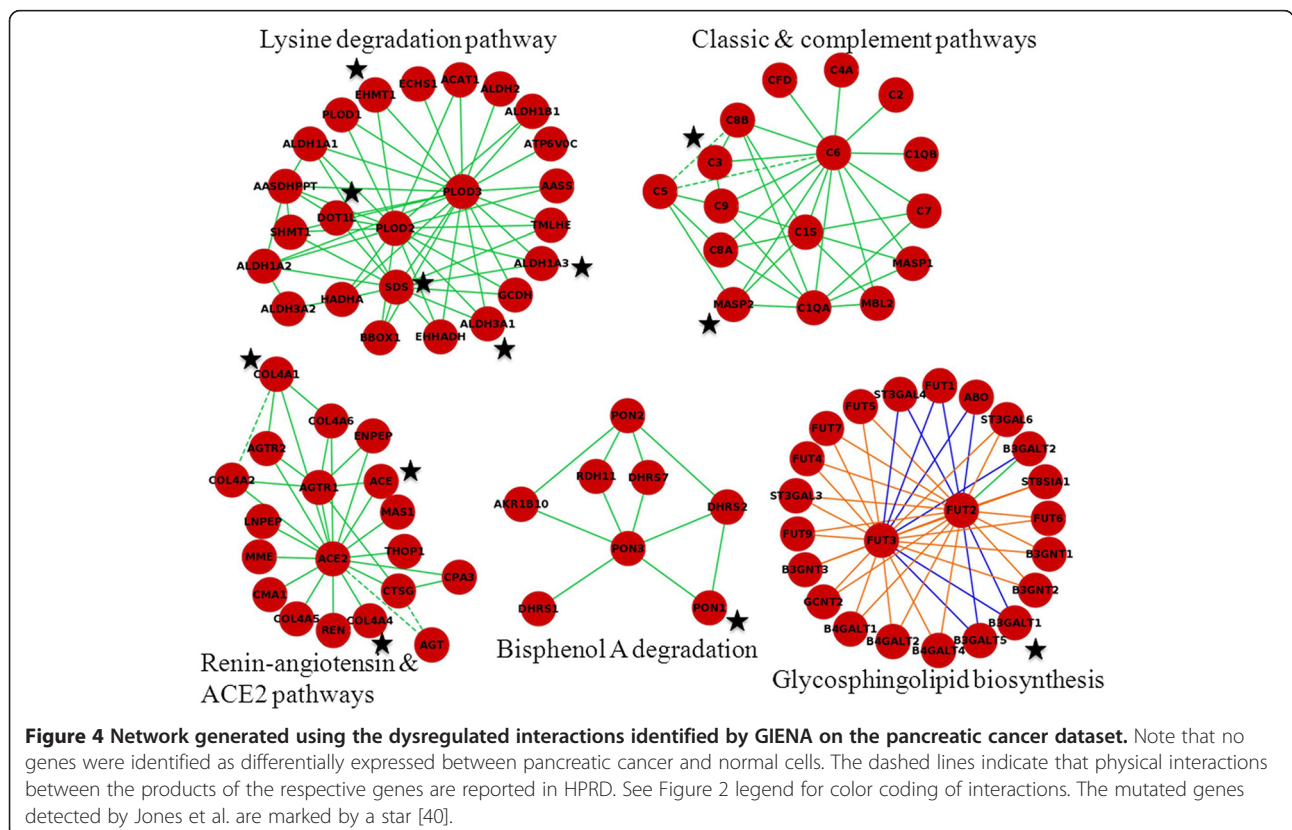 Lysine degradation pathway
Classic & complement pathways
EHMT1
ECHS1
ACAT1
ALDH2
PLOD1
ALDH1B1
ALDH1A1
ATP6V0C
AASDHPPT
PLOD3
AASS
DOT1L
SHMT1
PLOD2
TMLHE
ALDH1A2
ALDH1A3
SDS
GCDH
ALDH3A2
HADHA
ALDH3A1
BBOX1
EHHADH
CFD
C4A
C2
C8B
C3
C6
C1QB
C5
C9
C7
C1S
C8A
MASP1
MASP2
C1QA
MBL2
COL4A1
COL4A6
ENPEP
AGTR2
COL4A2
AGTR1
ACE
MAS1
LNPEP
THOP1
MME
ACE2
CPA3
CMA1
CTSG
COL4A5
REN
COL4A4
AGT
Renin-angiotensin &
ACE2 pathways
PON2
RDH11
DHRS7
AKR1B10
DHRS2
PON3
DHRS1
PON1
Bisphenol A degradation
ST3GAL4
FUT1
ABO
FUT5
ST3GAL6
FUT7
B3GALT2
FUT4
ST8SIA1
ST3GAL3
FUT2
FUT6
FUT9
FUT3
B3GNT1
B3GNT3
B3GNT2
GCNT2
B3GALT1
B4GALT1
B4GALT2
B4GALT4
B3GALT5
Glycosphingolipid biosynthesis
Figure 4 Network generated using the dysregulated interactions identified by GIENA on the pancreatic cancer dataset. Note that no
genes were identified as differentially expressed between pancreatic cancer and normal cells. The dashed lines indicate that physical interactions
between the products of the respective genes are reported in HPRD. See Figure 2 legend for color coding of interactions. The mutated genes
detected by Jones et al. are marked by a star [40].